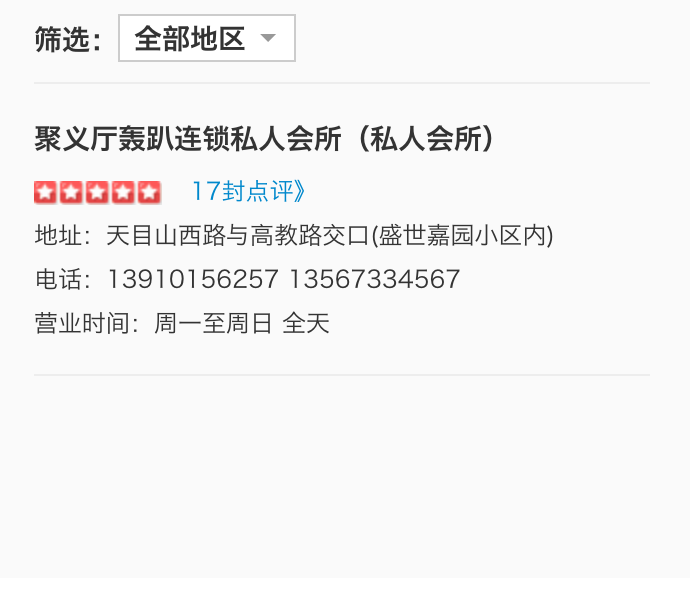 筛选：全部地区
聚义厅轰趴连锁私人会所（私人会所）
17封点评》
地址：天目山西路与高教路交口(盛世嘉园小区内)
电话：13910156257 13567334567
营业时间：周一至周日 全天